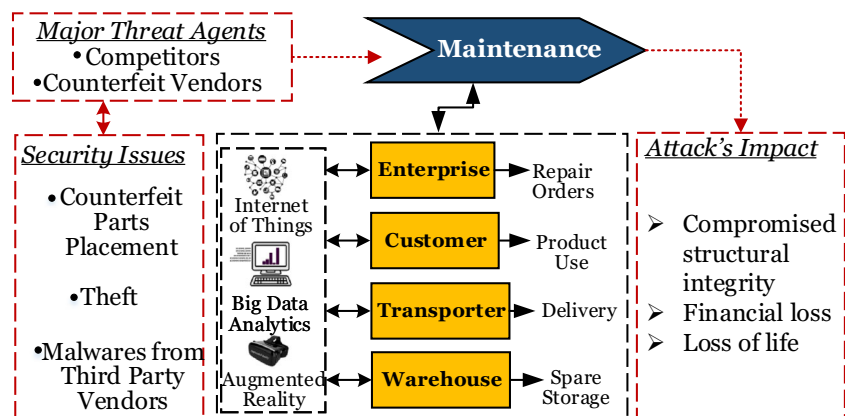 Major Threat Agents
•Competitors
•Counterfeit Vendors
Maintenance
Security Issues
•Counterfeit
Parts
Placement
•Theft
•Malwares from
Third Party
Vendors
Internet
of Things
Big Data
Analytics
Augmented
Reality
Enterprise
Repair
Orders
Customer
Product
Use
Transporter
Delivery
Warehouse
Spare
Storage
Attack's Impact
➢ Compromised
structural
integrity
➢ Financial loss
➢ Loss of life